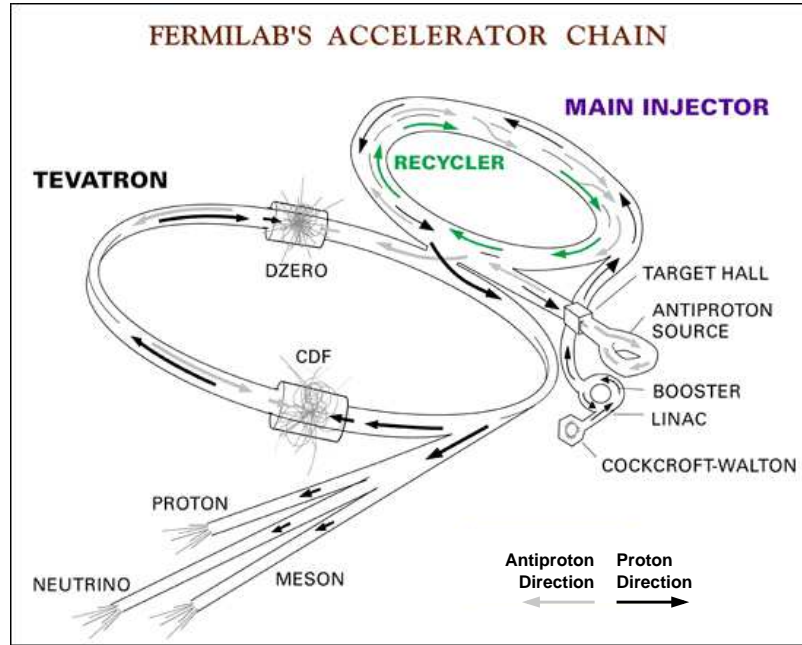 FERMILAB'S ACCELERATOR CHAIN
MAIN INJECTOR
RECYCLER
TEVATRON
DZERO
TARGET HALL
ANTIPROTON
SOURCE
CDF
BOOSTER
LINAC
COCKCROFT-WALTON
PROTON
NEUTRINO
MESON
Antiproton
Direction
Proton
Direction